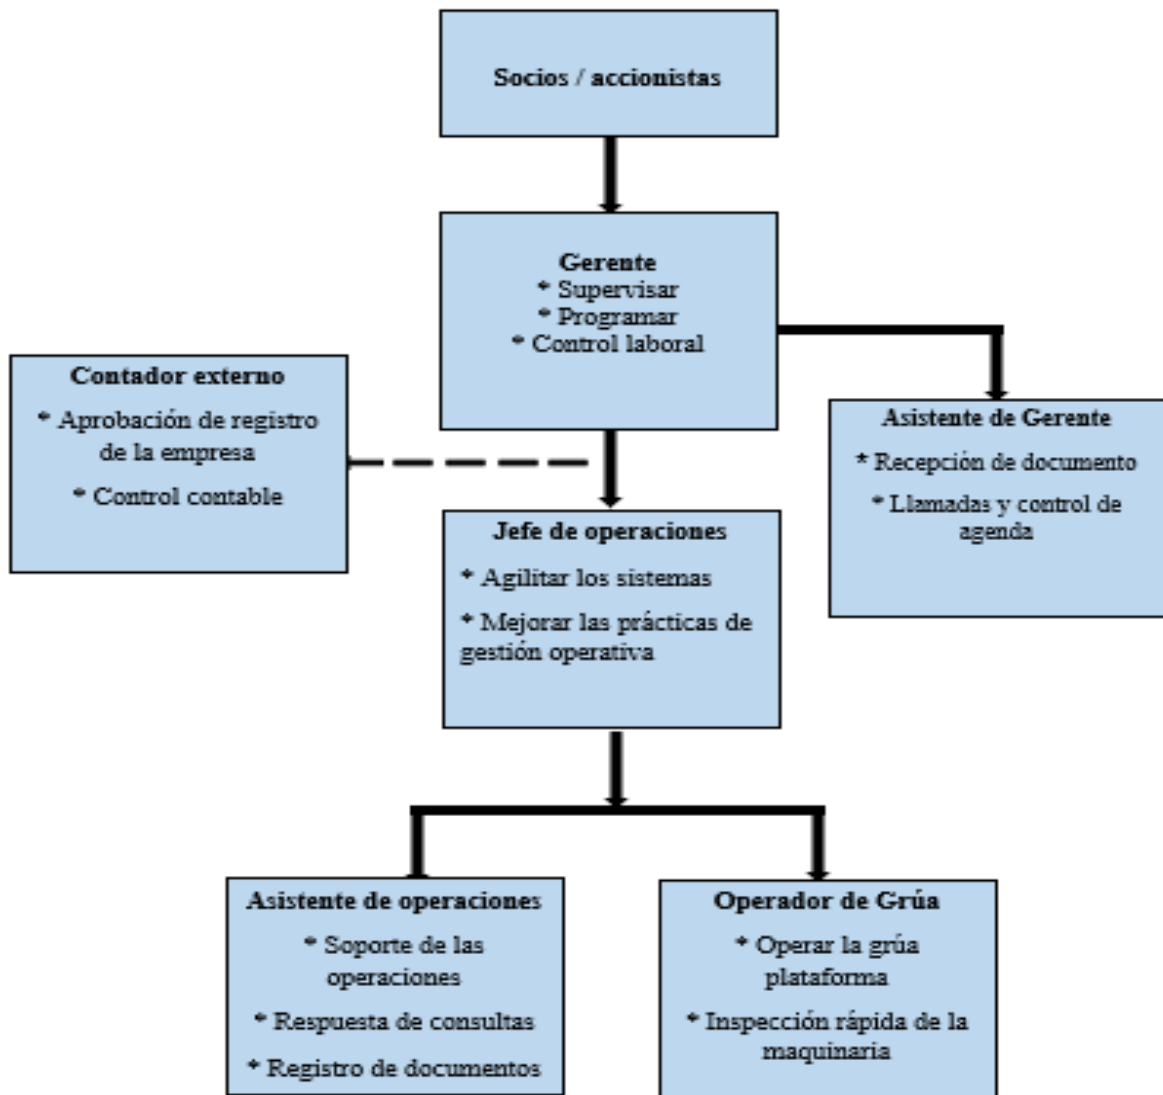 Socios / accionistas
Gerente
* Supervisar
* Programar
* Control laboral
Contador externo
* Aprobación de registro
de la empresa
* Control contable
Asistente de Gerente
* Recepción de documento
* Llamadas y control de
agenda
Jefe de operaciones
* Agilitar los sistemas
* Mejorar las prácticas de
gestión operativa
Asistente de operaciones
* Soporte de las
operaciones
* Respuesta de consultas
* Registro de documentos
Operador de Grúa
* Operar la grúa
plataforma
* Inspección rápida de la
maquinaria